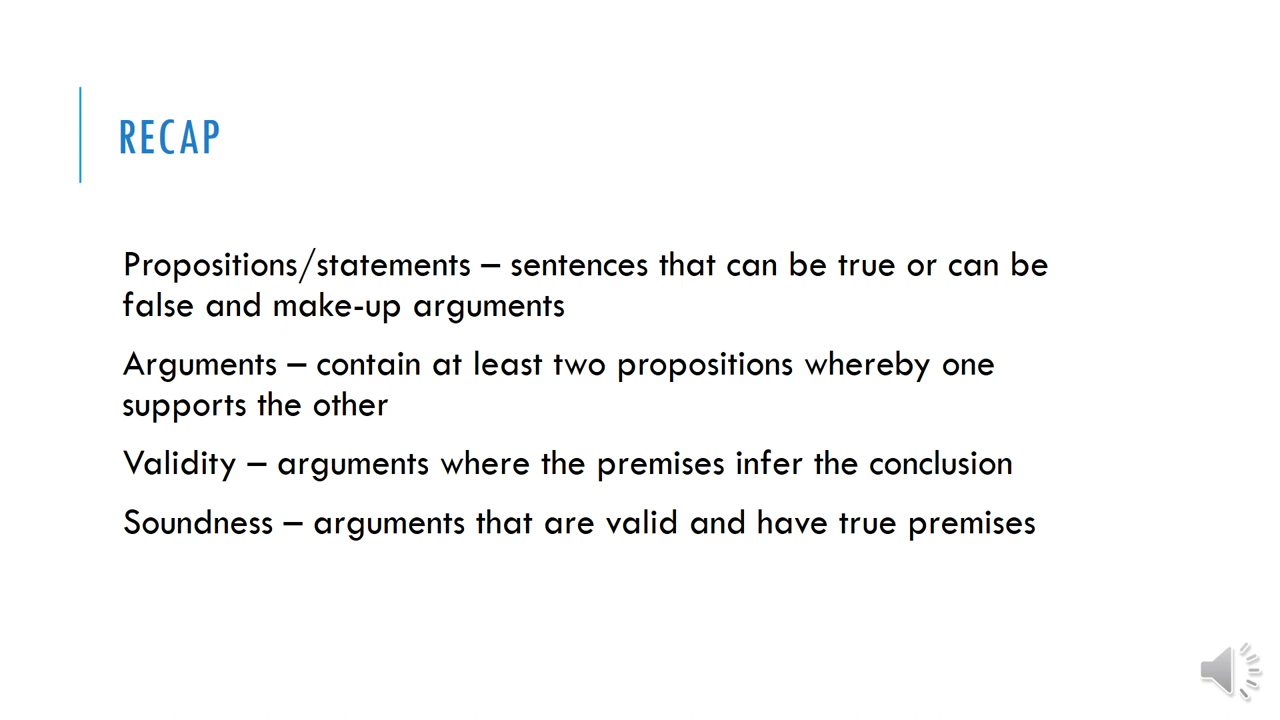 RECAP
Propositions/statements – sentences that can be true or can be
false and make-up arguments
Arguments – contain at least two propositions whereby one
supports the other
Validity – arguments where the premises infer the conclusion
Soundness – arguments that are valid and have true premises